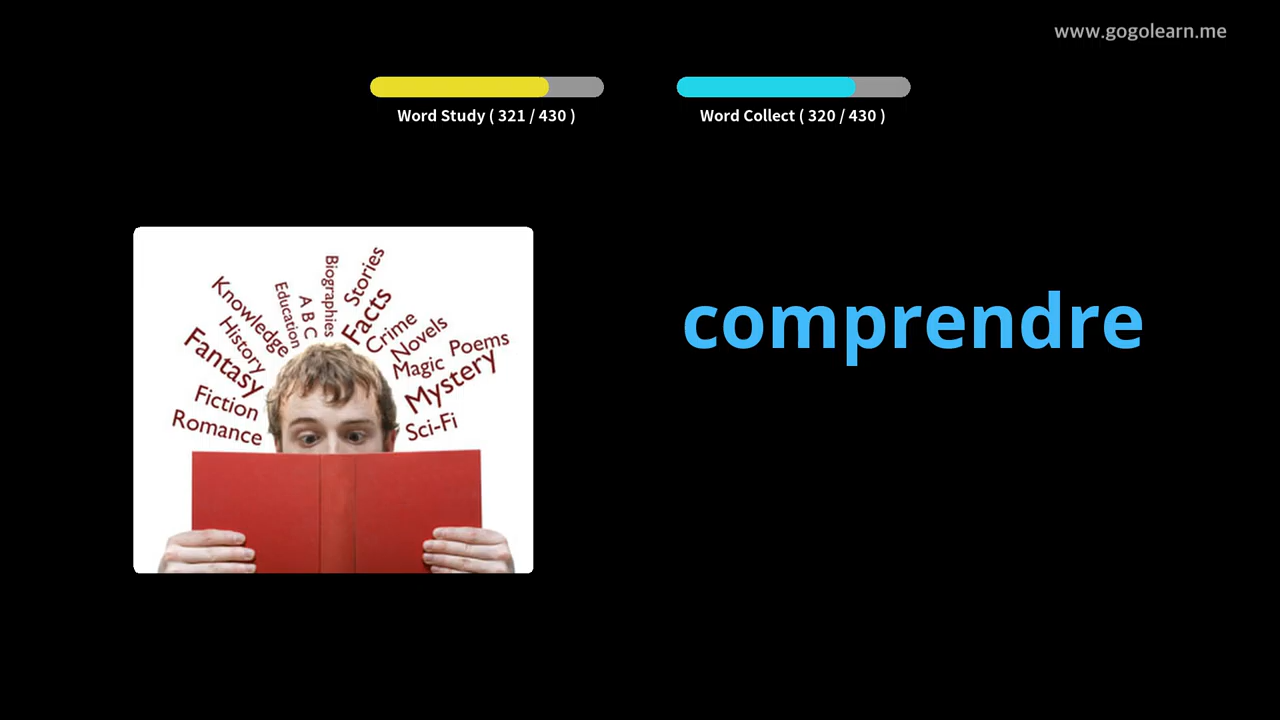 www.gogolearn.me
Word Study ( 321 / 430 )
Word Collect ( 320 / 430 )
comprendre
Biographies
Stories
Education
A B C
Facts
Knowledge
Crime
History
Novels
Fantasy
Magic
Poems
Mystery
Fiction
Romance
Sci-Fi